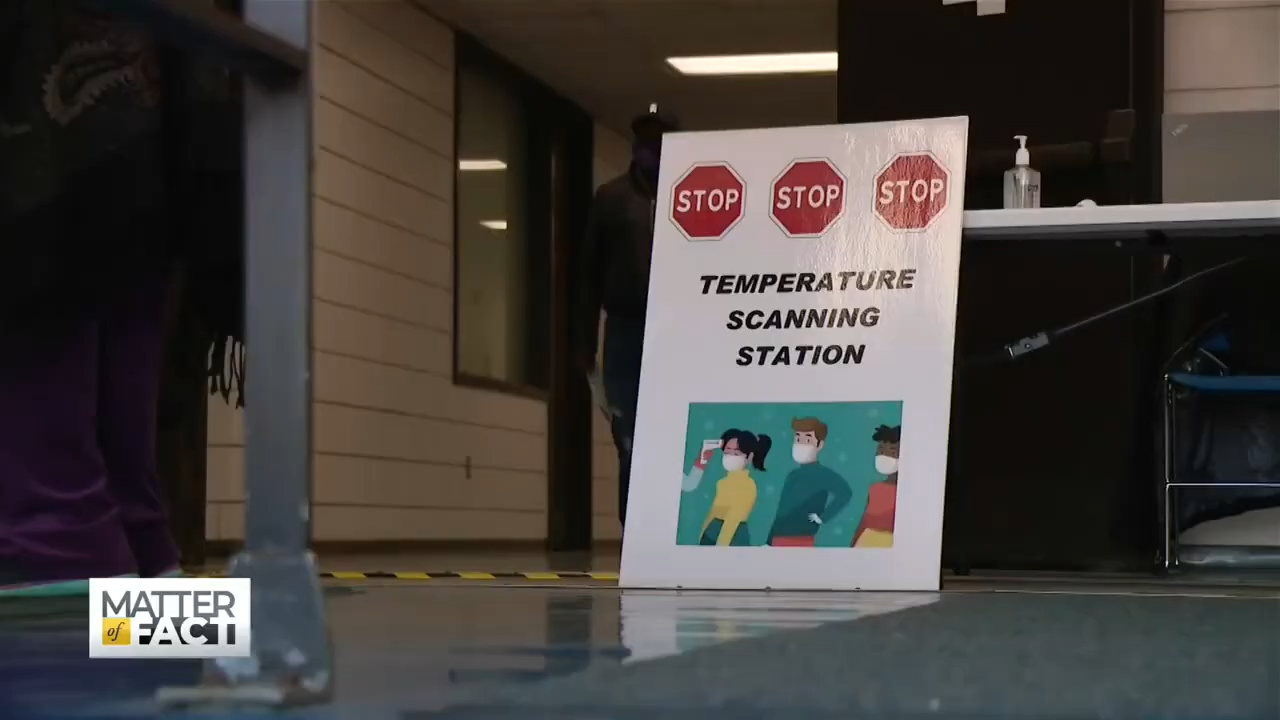 STOP STOP STOP
TEMPERATURE
SCANNING
STATION
MATTER
of FACT